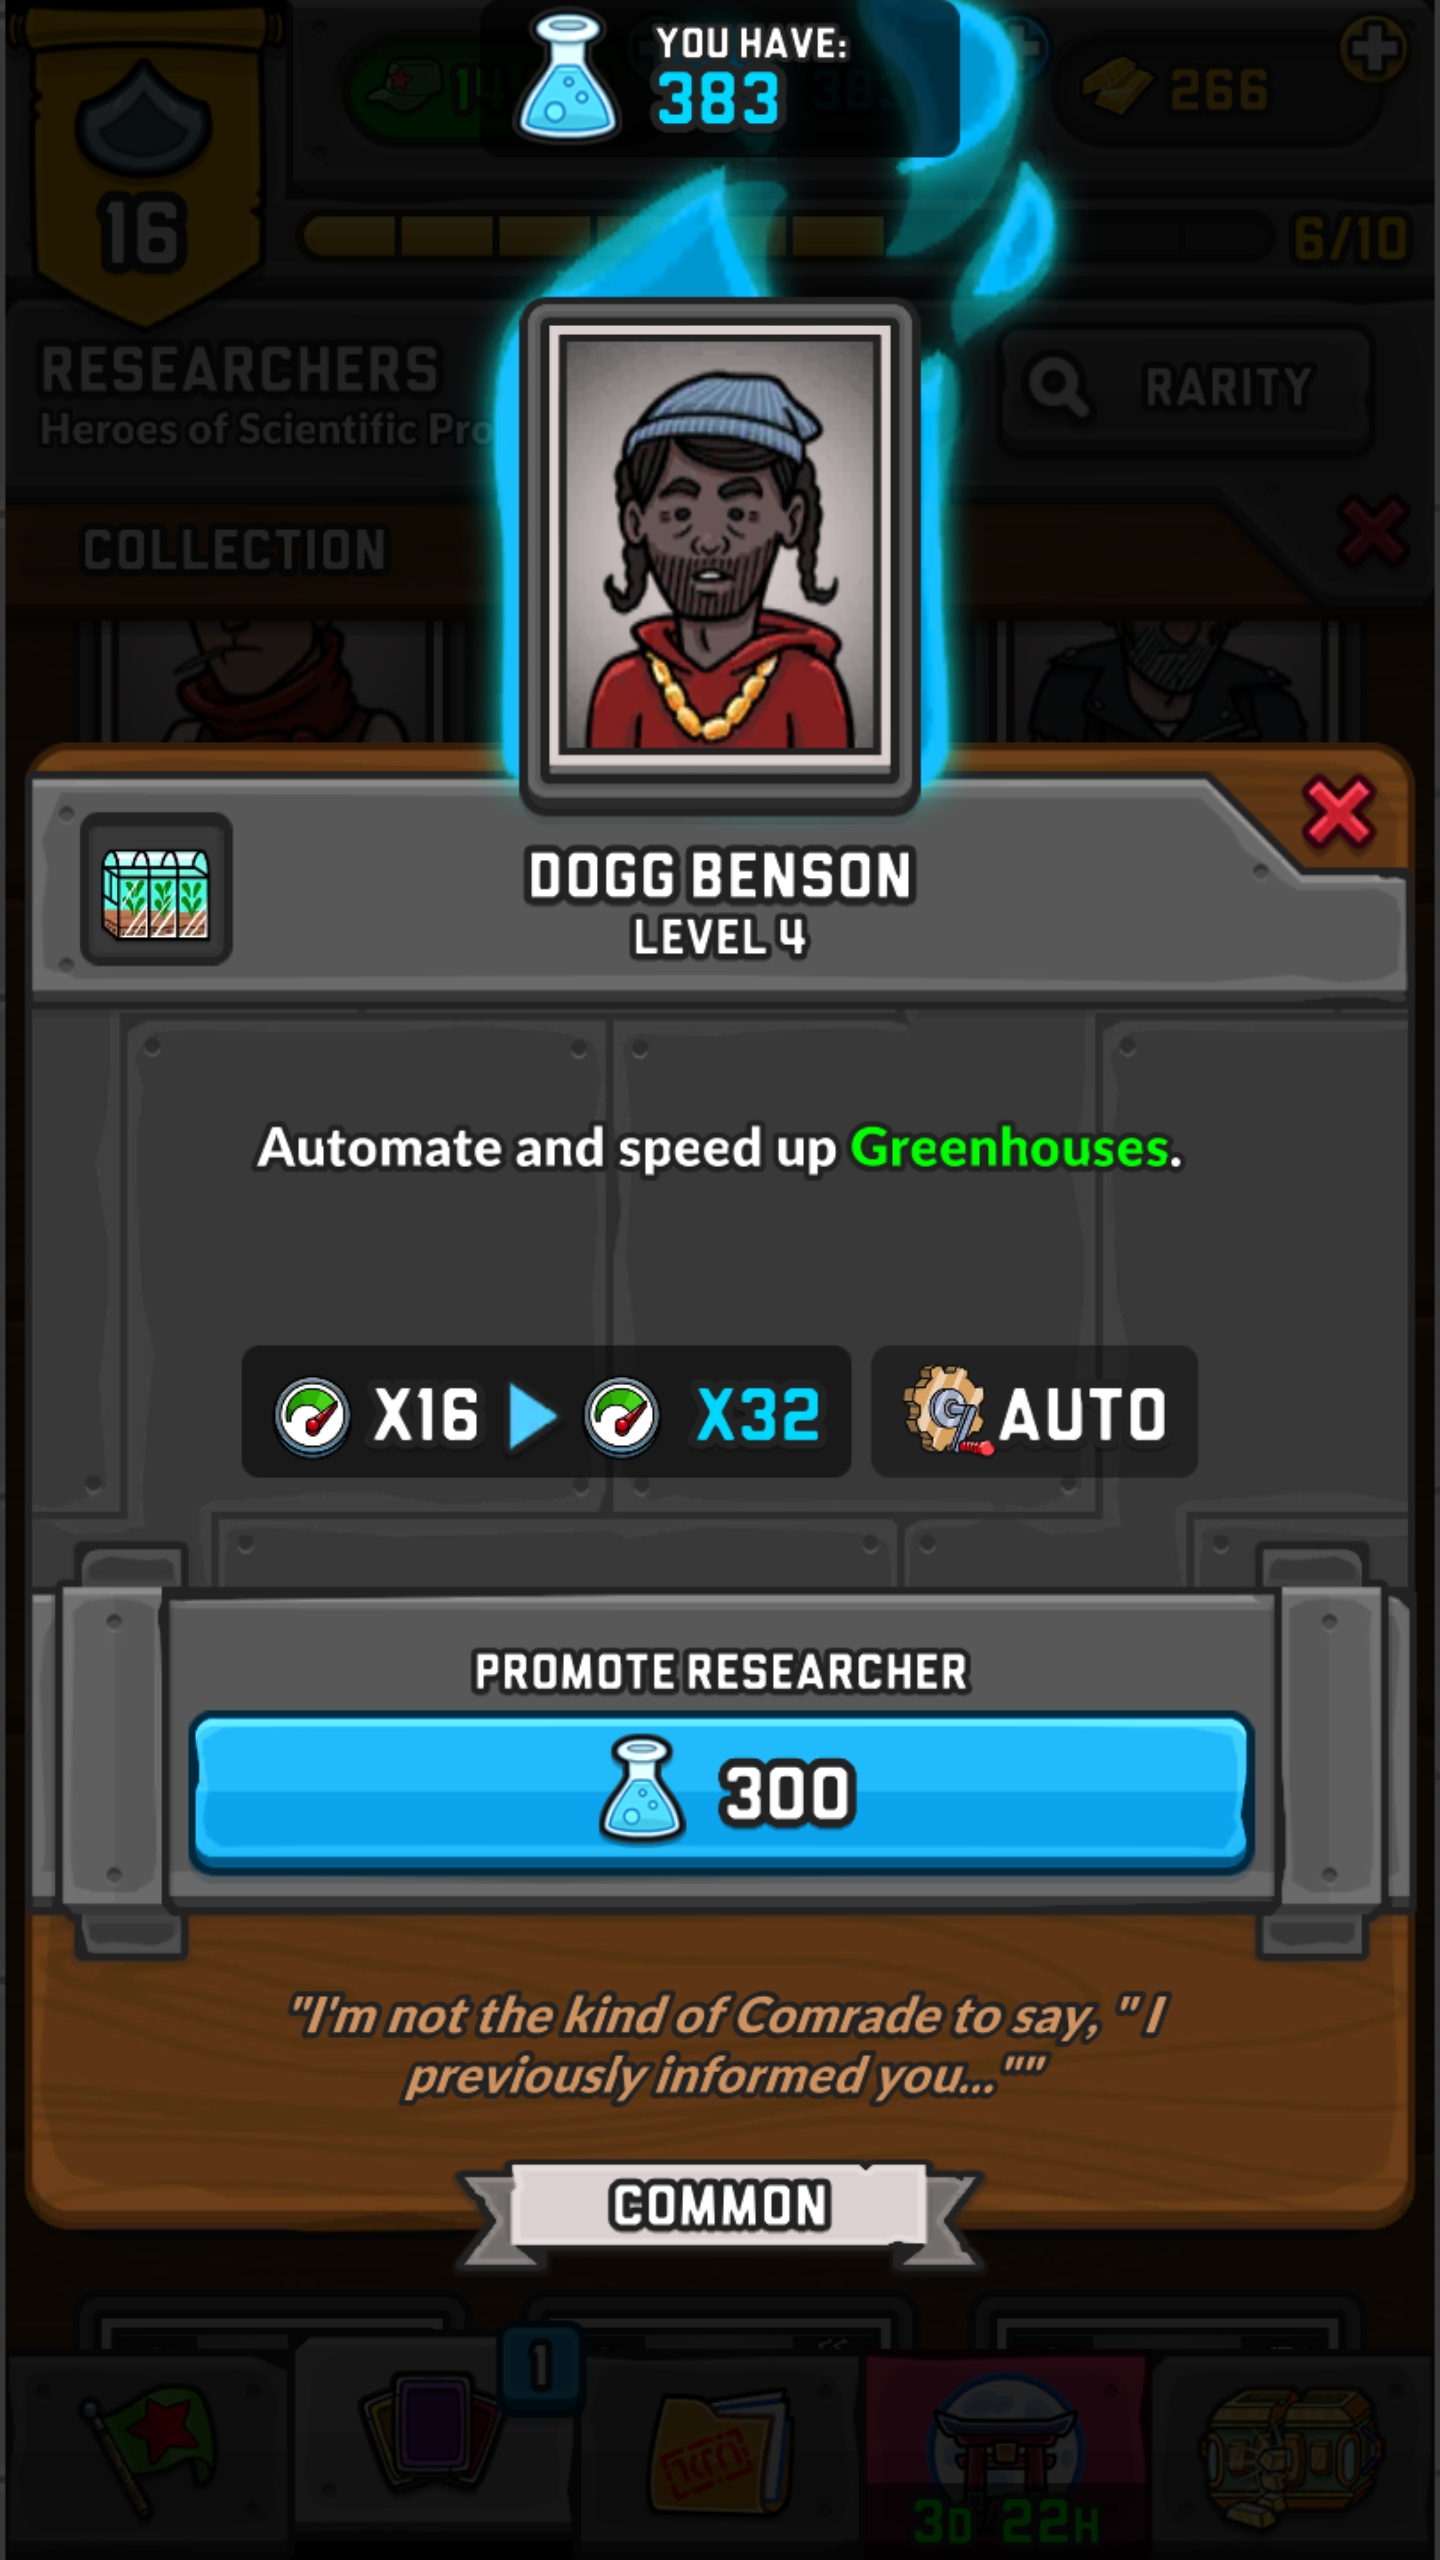 YOU HAVE:
383
266
16
6/10
RESEARCHERS
Heroes of Scientific Pro
RARITY
COLLECTION
DOGG BENSON
LEVEL 4
Automate and speed up Greenhouses.
X16 X32 AUTO
PROMOTE RESEARCHER
300
"I'm not the kind of Comrade to say, " I
previously informed you...""
COMMON
1
3D 22H